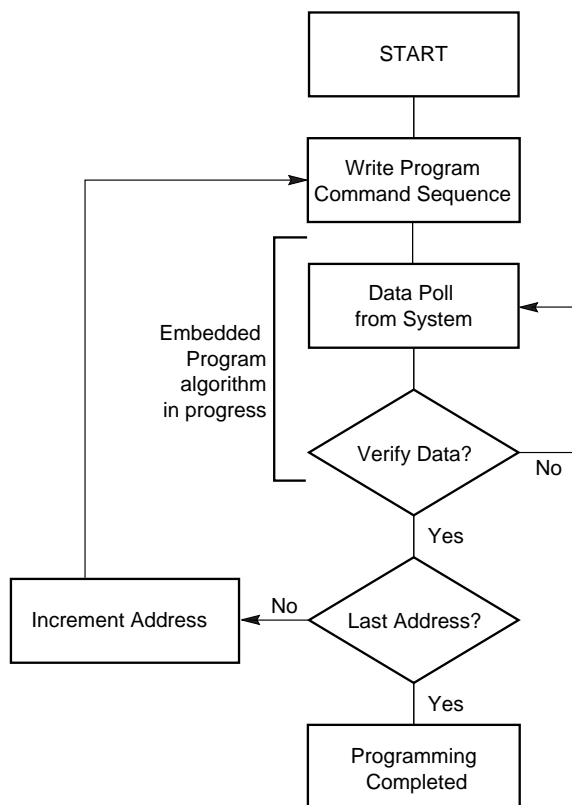 START
Write Program
Command Sequence
Data Poll
from System
Embedded
Program
algorithm
in progress
Verify Data?
No
Yes
Increment Address
No
Last Address?
Yes
Programming
Completed